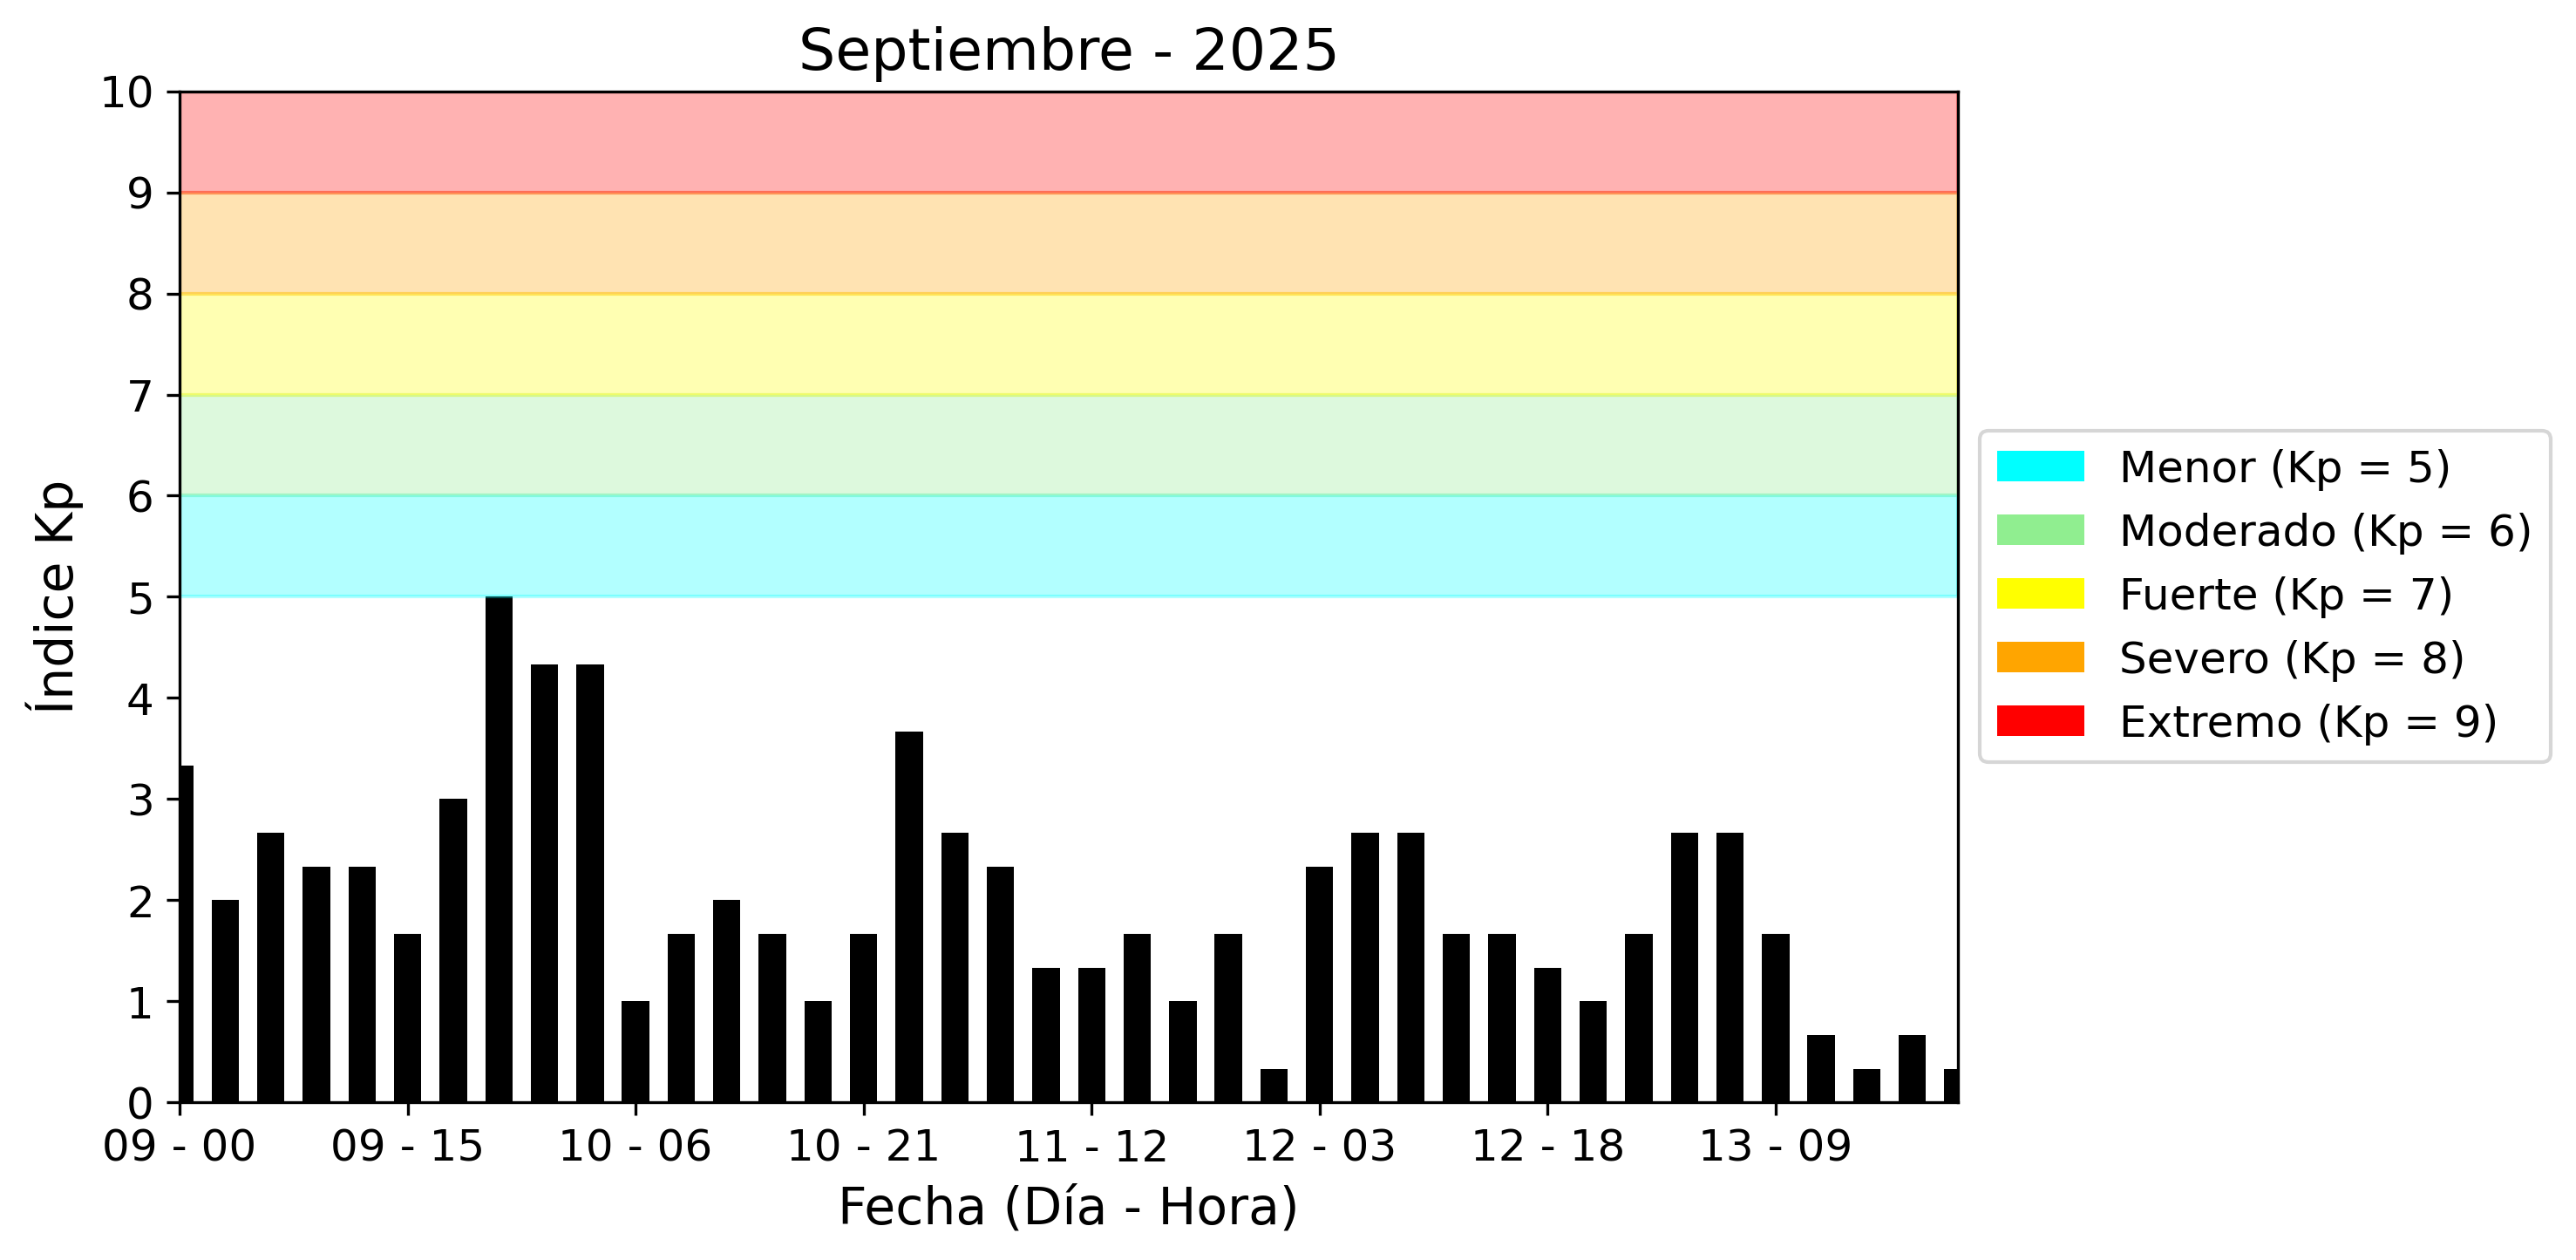 Septiembre - 2025
10
9
8
7
6
5
4
3
2
1
0
Índice Kp
09 - 00
09 - 15
10 - 06
10 - 21
11 - 12
12 - 03
12 - 18
13 - 09
Fecha (Día - Hora)
Menor (Kp = 5)
Moderado (Kp = 6)
Fuerte (Kp = 7)
Severo (Kp = 8)
Extremo (Kp = 9)